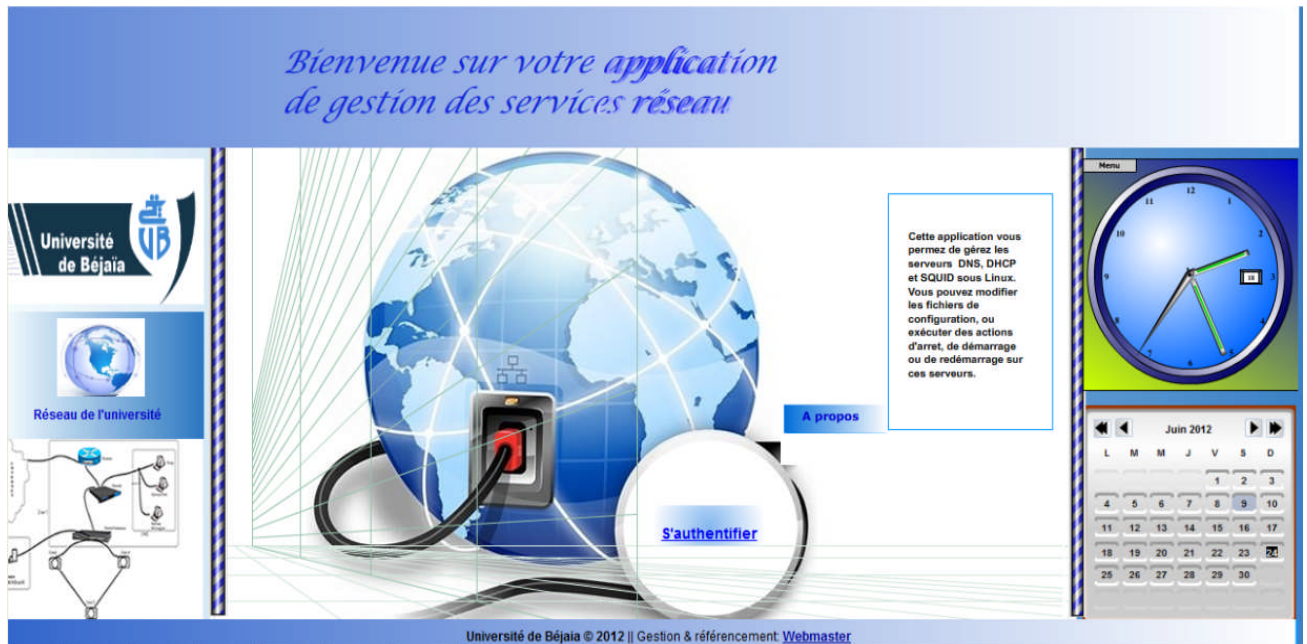 Bienvenue sur votre application
de gestion des services réseau
Université
de Béjaïa
UB
Réseau de l'université
Cette application vous
permez de gérez les
serveurs DNS, DHCP
et SQUID sous Linux.
Vous pouvez modifier
les fichiers de
configuration, ou
exécuter des actions
d'arret, de démarrage
ou de redémarrage sur
ces serveurs.
A propos
S'authentifier
Menu
12
1
2
3
4
5
6
7
8
9
10
11
Juin 2012
L M M J V S D
1 2 3
4 5 6 7 8 9 10
11 12 13 14 15 16 17
18 19 20 21 22 23 24
25 26 27 28 29 30
Université de Béjaia © 2012 || Gestion & référencement: Webmaster